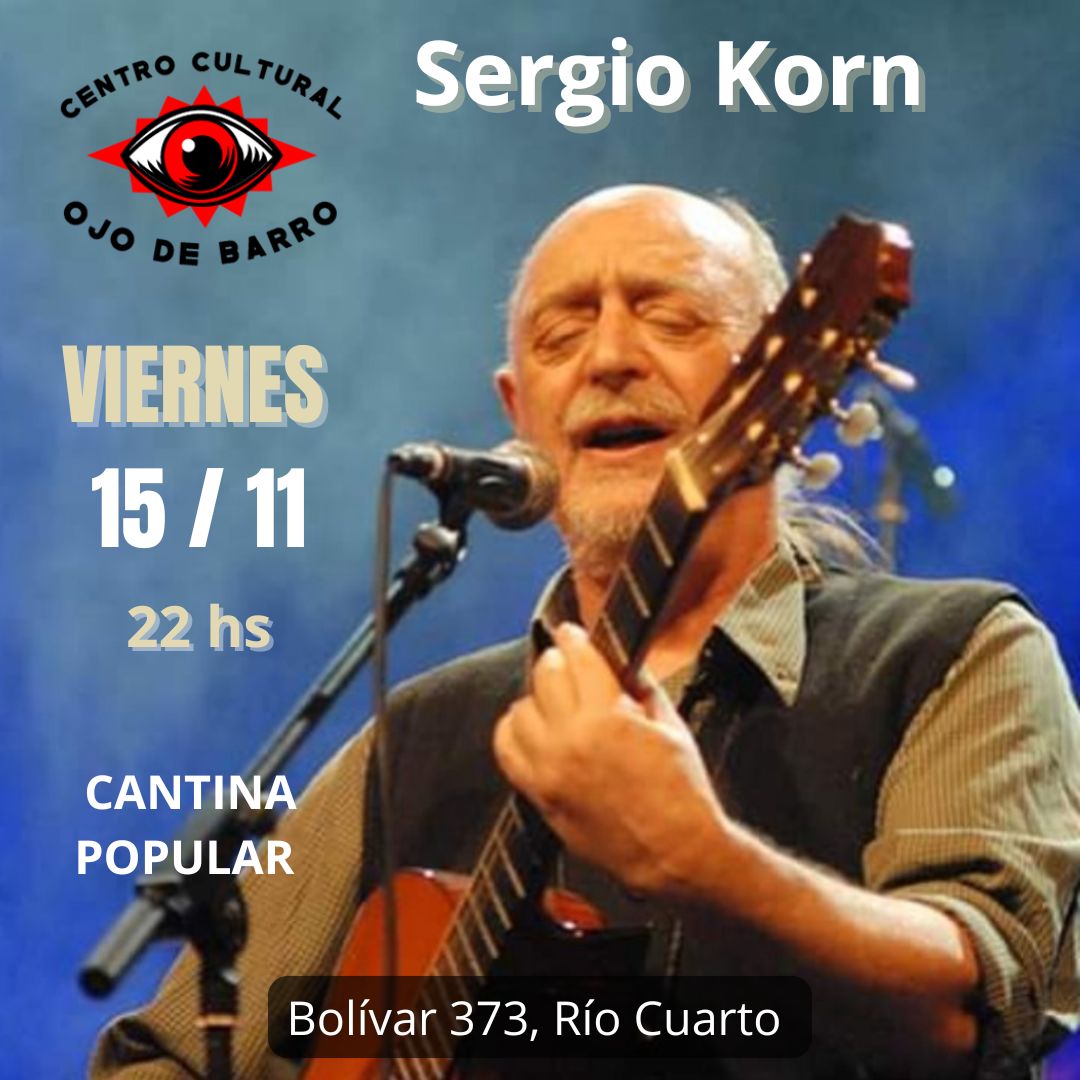 CENTRO CULTURAL
OJO DE BARRO
Sergio Korn
VIERNES
15 / 11
22 hs
CANTINA
POPULAR
Bolívar 373, Río Cuarto